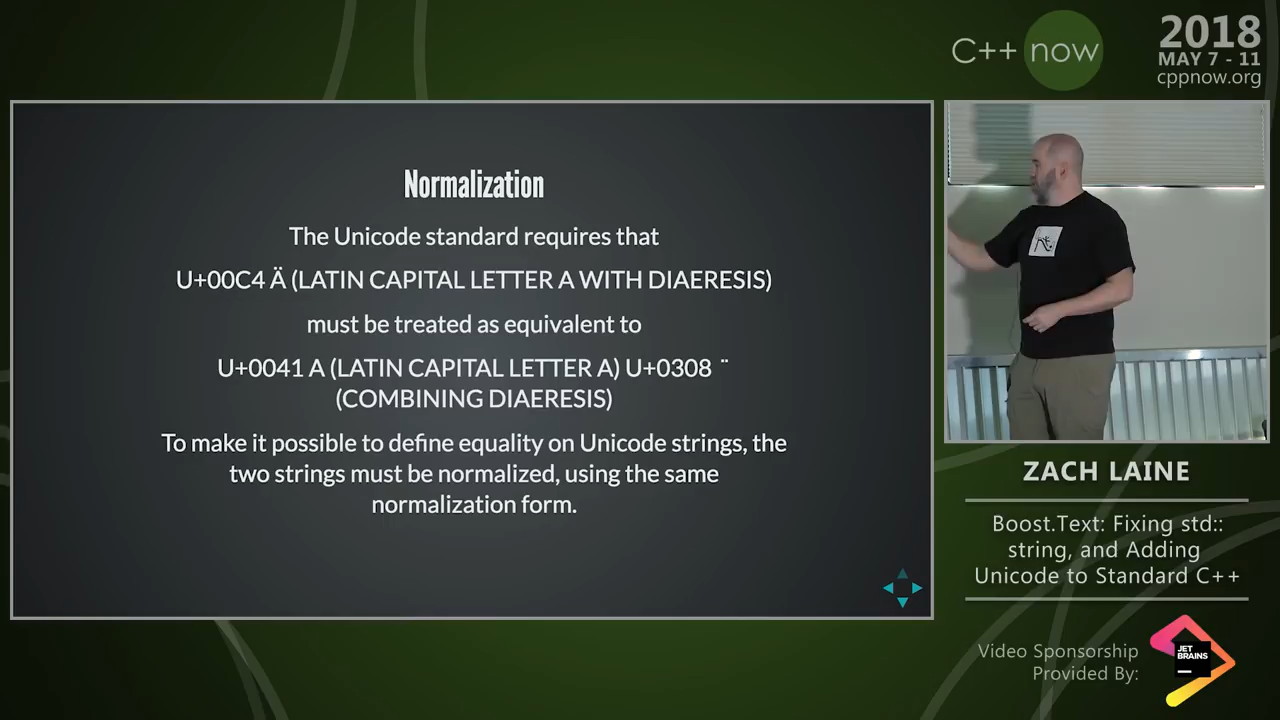 C++ now
2018
MAY 7 - 11
cppnow.org
Normalization
The Unicode standard requires that
U+00C4 Ä (LATIN CAPITAL LETTER A WITH DIAERESIS)
must be treated as equivalent to
U+0041 A (LATIN CAPITAL LETTER A) U+0308 ¨
(COMBINING DIAERESIS)
To make it possible to define equality on Unicode strings, the
two strings must be normalized, using the same
normalization form.
ZACH LAINE
Boost.Text: Fixing std::
string, and Adding
Unicode to Standard C++
Video Sponsorship
Provided By:
JET
BRAINS